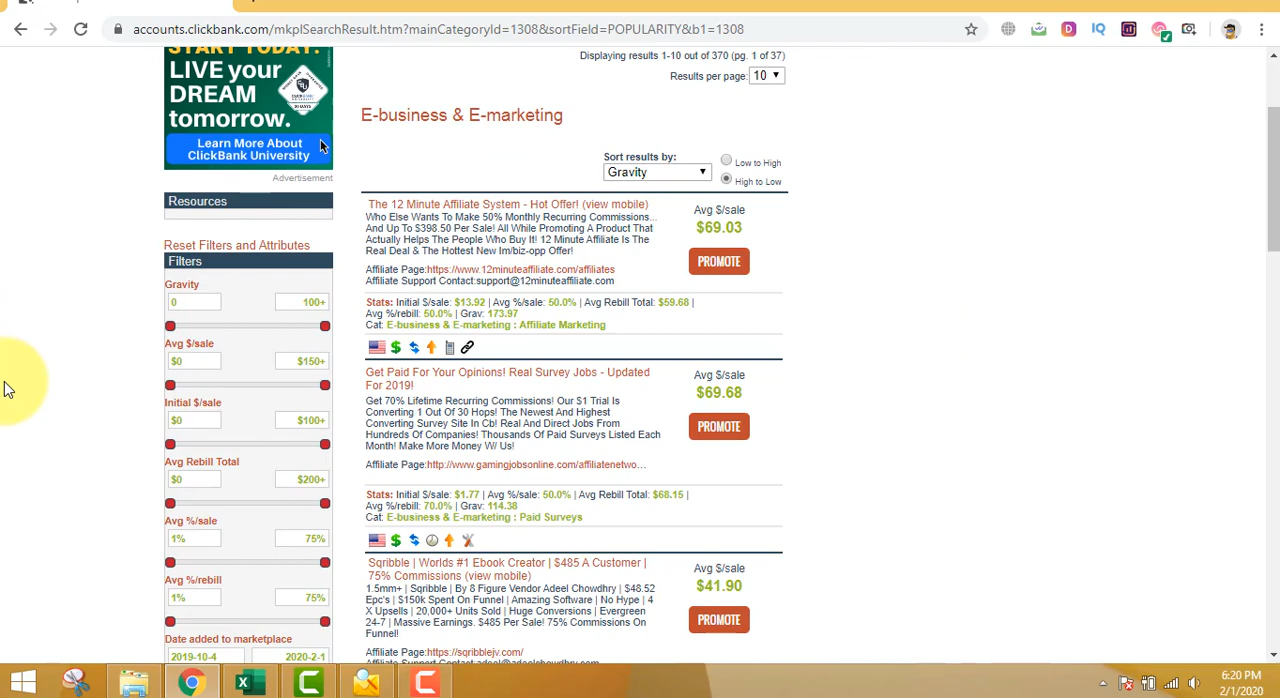 accounts.clickbank.com/mkplSearchResult.htm?mainCategoryId=1308&sortField=POPULARITY&b1=1308
START TODAY.
LIVE your
DREAM
tomorrow.
Learn More About
ClickBank University
Advertisement
Resources
Reset Filters and Attributes
Filters
Gravity
0 100+
Avg $/sale
$0 $150+
Initial $/sale
$0 $100+
Avg Rebill Total
$0 $200+
Avg %/sale
1% 75%
Avg %/rebill
1% 75%
Date added to marketplace
2019-10-4 2020-2-1
Displaying results 1-10 out of 370 (pg. 1 of 37)
Results per page: 10
E-business & E-marketing
Sort results by:
Gravity
Low to High
High to Low
The 12 Minute Affiliate System - Hot Offer! (view mobile)
Who Else Wants To Make 50% Monthly Recurring Commissions...
And Up To $398.50 Per Sale! All While Promoting A Product That
Actually Helps The People Who Buy It! 12 Minute Affiliate Is The
Real Deal & The Hottest New Im/biz-opp Offer!
Affiliate Page:https://www.12minuteaffiliate.com/affiliates
Affiliate Support Contact:support@12minuteaffiliate.com
Avg $/sale
$69.03
PROMOTE
Stats: Initial $/sale: $13.92 | Avg %/sale: 50.0% | Avg Rebill Total: $59.68 |
Avg %/rebill: 50.0% | Grav: 173.97
Cat: E-business & E-marketing : Affiliate Marketing
Get Paid For Your Opinions! Real Survey Jobs - Updated
For 2019!
Get 70% Lifetime Recurring Commissions! Our $1 Trial Is
Converting 1 Out Of 30 Hops! The Newest And Highest
Converting Survey Site In Cb! Real And Direct Jobs From
Hundreds Of Companies! Thousands Of Paid Surveys Listed Each
Month! Make More Money W/ Us!
Affiliate Page:http://www.gamingjobsonline.com/affiliatenetwo...
Avg $/sale
$69.68
PROMOTE
Stats: Initial $/sale: $1.77 | Avg %/sale: 50.0% | Avg Rebill Total: $68.15 |
Avg %/rebill: 70.0% | Grav: 114.38
Cat: E-business & E-marketing : Paid Surveys
Sqribble | Worlds #1 Ebook Creator | $485 A Customer |
75% Commissions (view mobile)
1.5mm+ | Sqribble | By 8 Figure Vendor Adeel Chowdhry | $48.52
Epc's | $150k Spent On Funnel | Amazing Software | No Hype | 4
X Upsells | 20,000+ Units Sold | Huge Conversions | Evergreen
24-7 | Massive Earnings. $485 Per Sale! 75% Commissions On
Funnel!
Affiliate Page:https://sqribblejv.com/
Affiliate Support Contact:adeel@adeelchowdhry.com
Avg $/sale
$41.90
PROMOTE
6:20 PM
2/1/2020